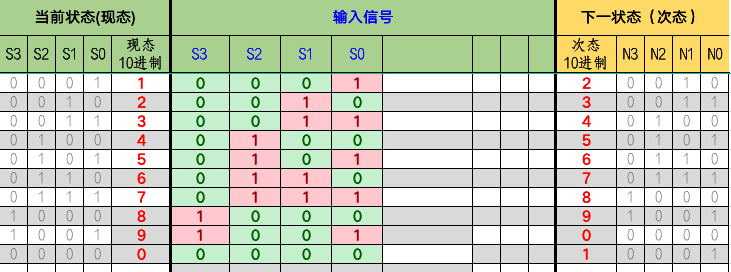 当前状态(现态) 输入信号 下一状态（次态）
S3 S2 S1 S0 现态 10进制 S3 S2 S1 S0 次态 10进制 N3 N2 N1 N0
0 0 0 1 1 0 0 0 1 2 0 0 1 0
0 0 1 0 2 0 0 1 0 3 0 0 1 1
0 0 1 1 3 0 0 1 1 4 0 1 0 0
0 1 0 0 4 0 1 0 0 5 0 1 0 1
0 1 0 1 5 0 1 0 1 6 0 1 1 0
0 1 1 0 6 0 1 1 0 7 0 1 1 1
0 1 1 1 7 0 1 1 1 8 1 0 0 0
1 0 0 0 8 1 0 0 0 9 1 0 0 1
1 0 0 1 9 1 0 0 1 0 0 0 0 0
0 0 0 0 0 0 0 0 0 1 0 0 0 1